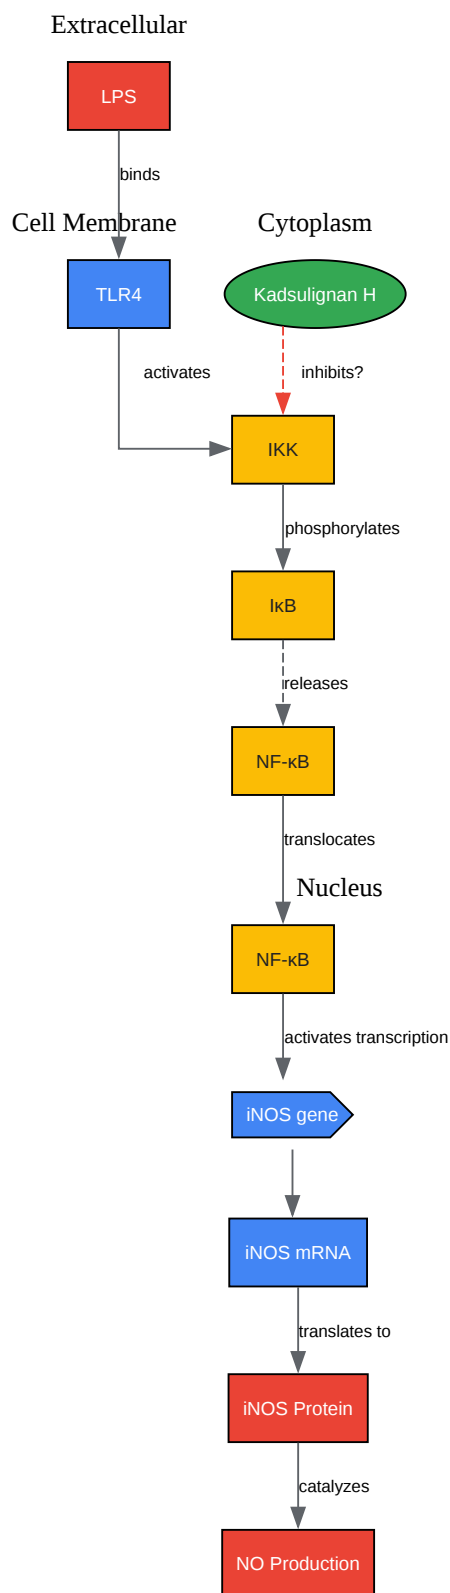 Extracellular
LPS
binds
Cell Membrane
Cytoplasm
TLR4
Kadsulignan H
activates
inhibits?
IKK
phosphorylates
IκB
releases
NF-κB
translocates
Nucleus
NF-κB
activates transcription
iNOS gene
iNOS mRNA
translates to
iNOS Protein
catalyzes
NO Production